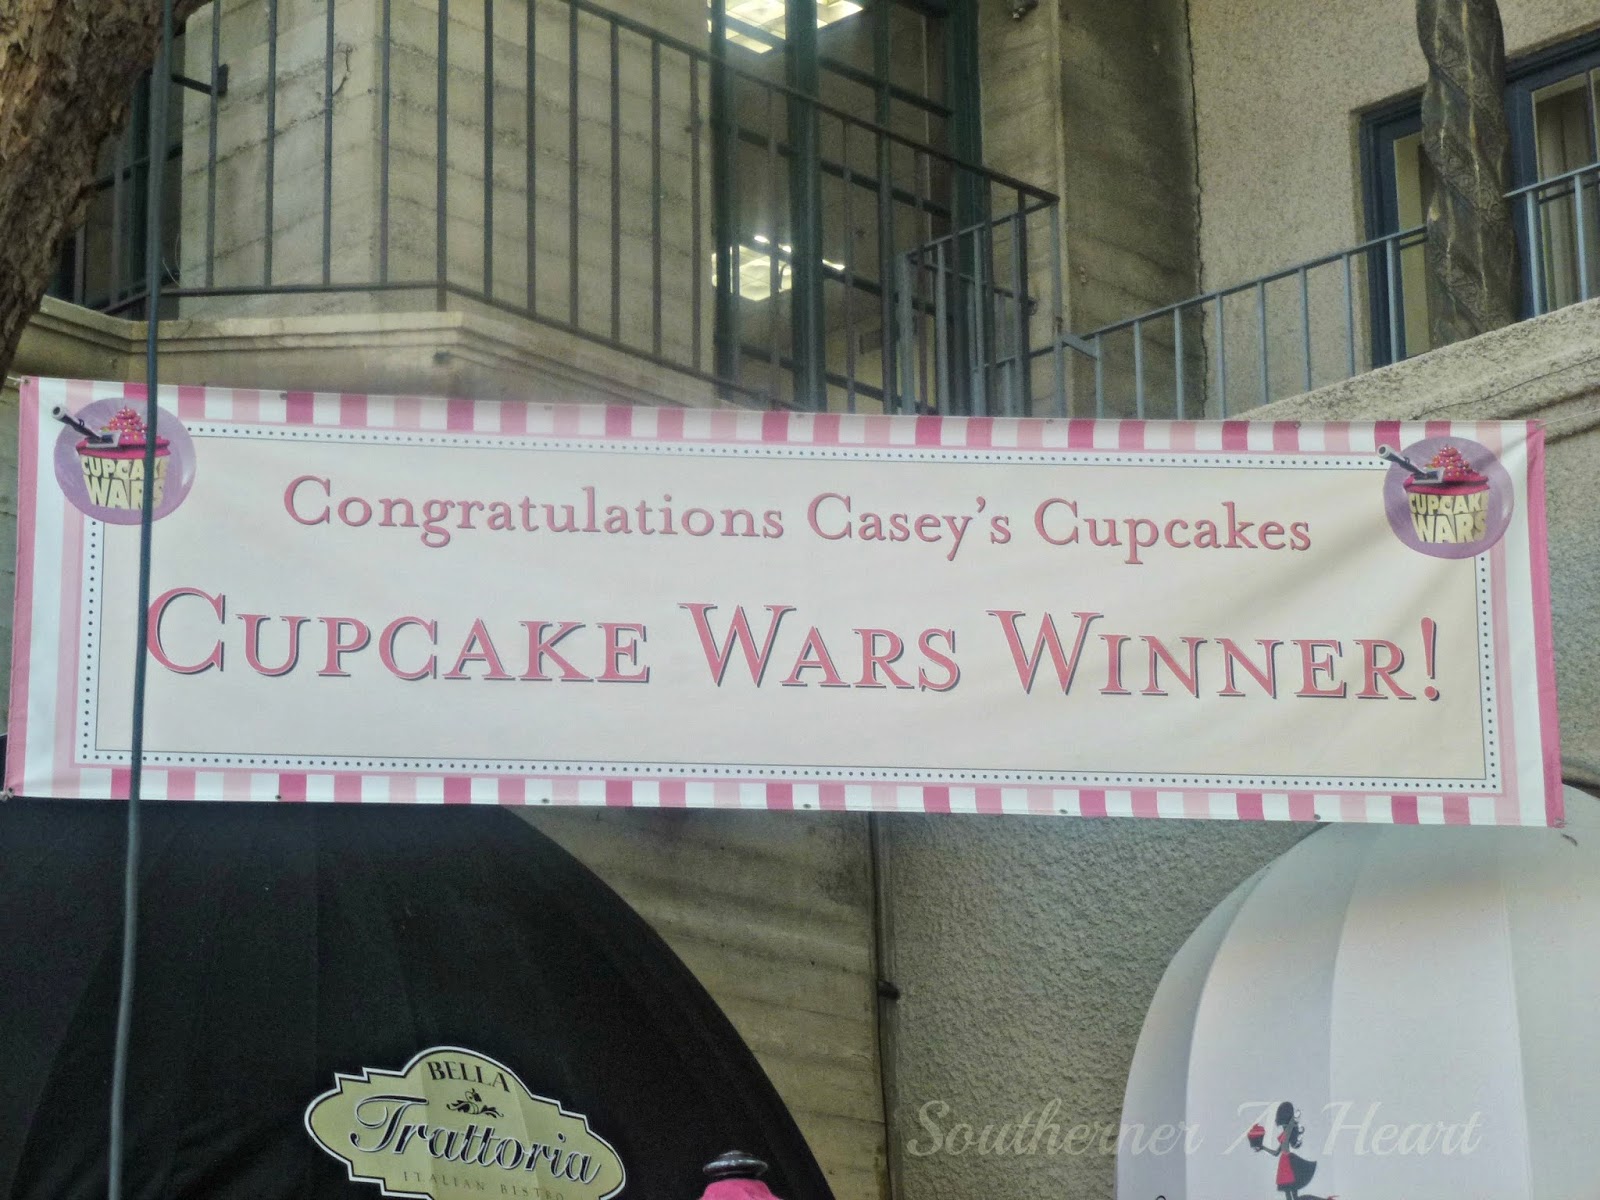 CUPCAKE
WARS
Congratulations Casey's Cupcakes
CUPCAKE
WARS
CUPCAKE WARS WINNER!
BELLA
Trattoria
ITALIAN BISTRO
Southerner At Heart